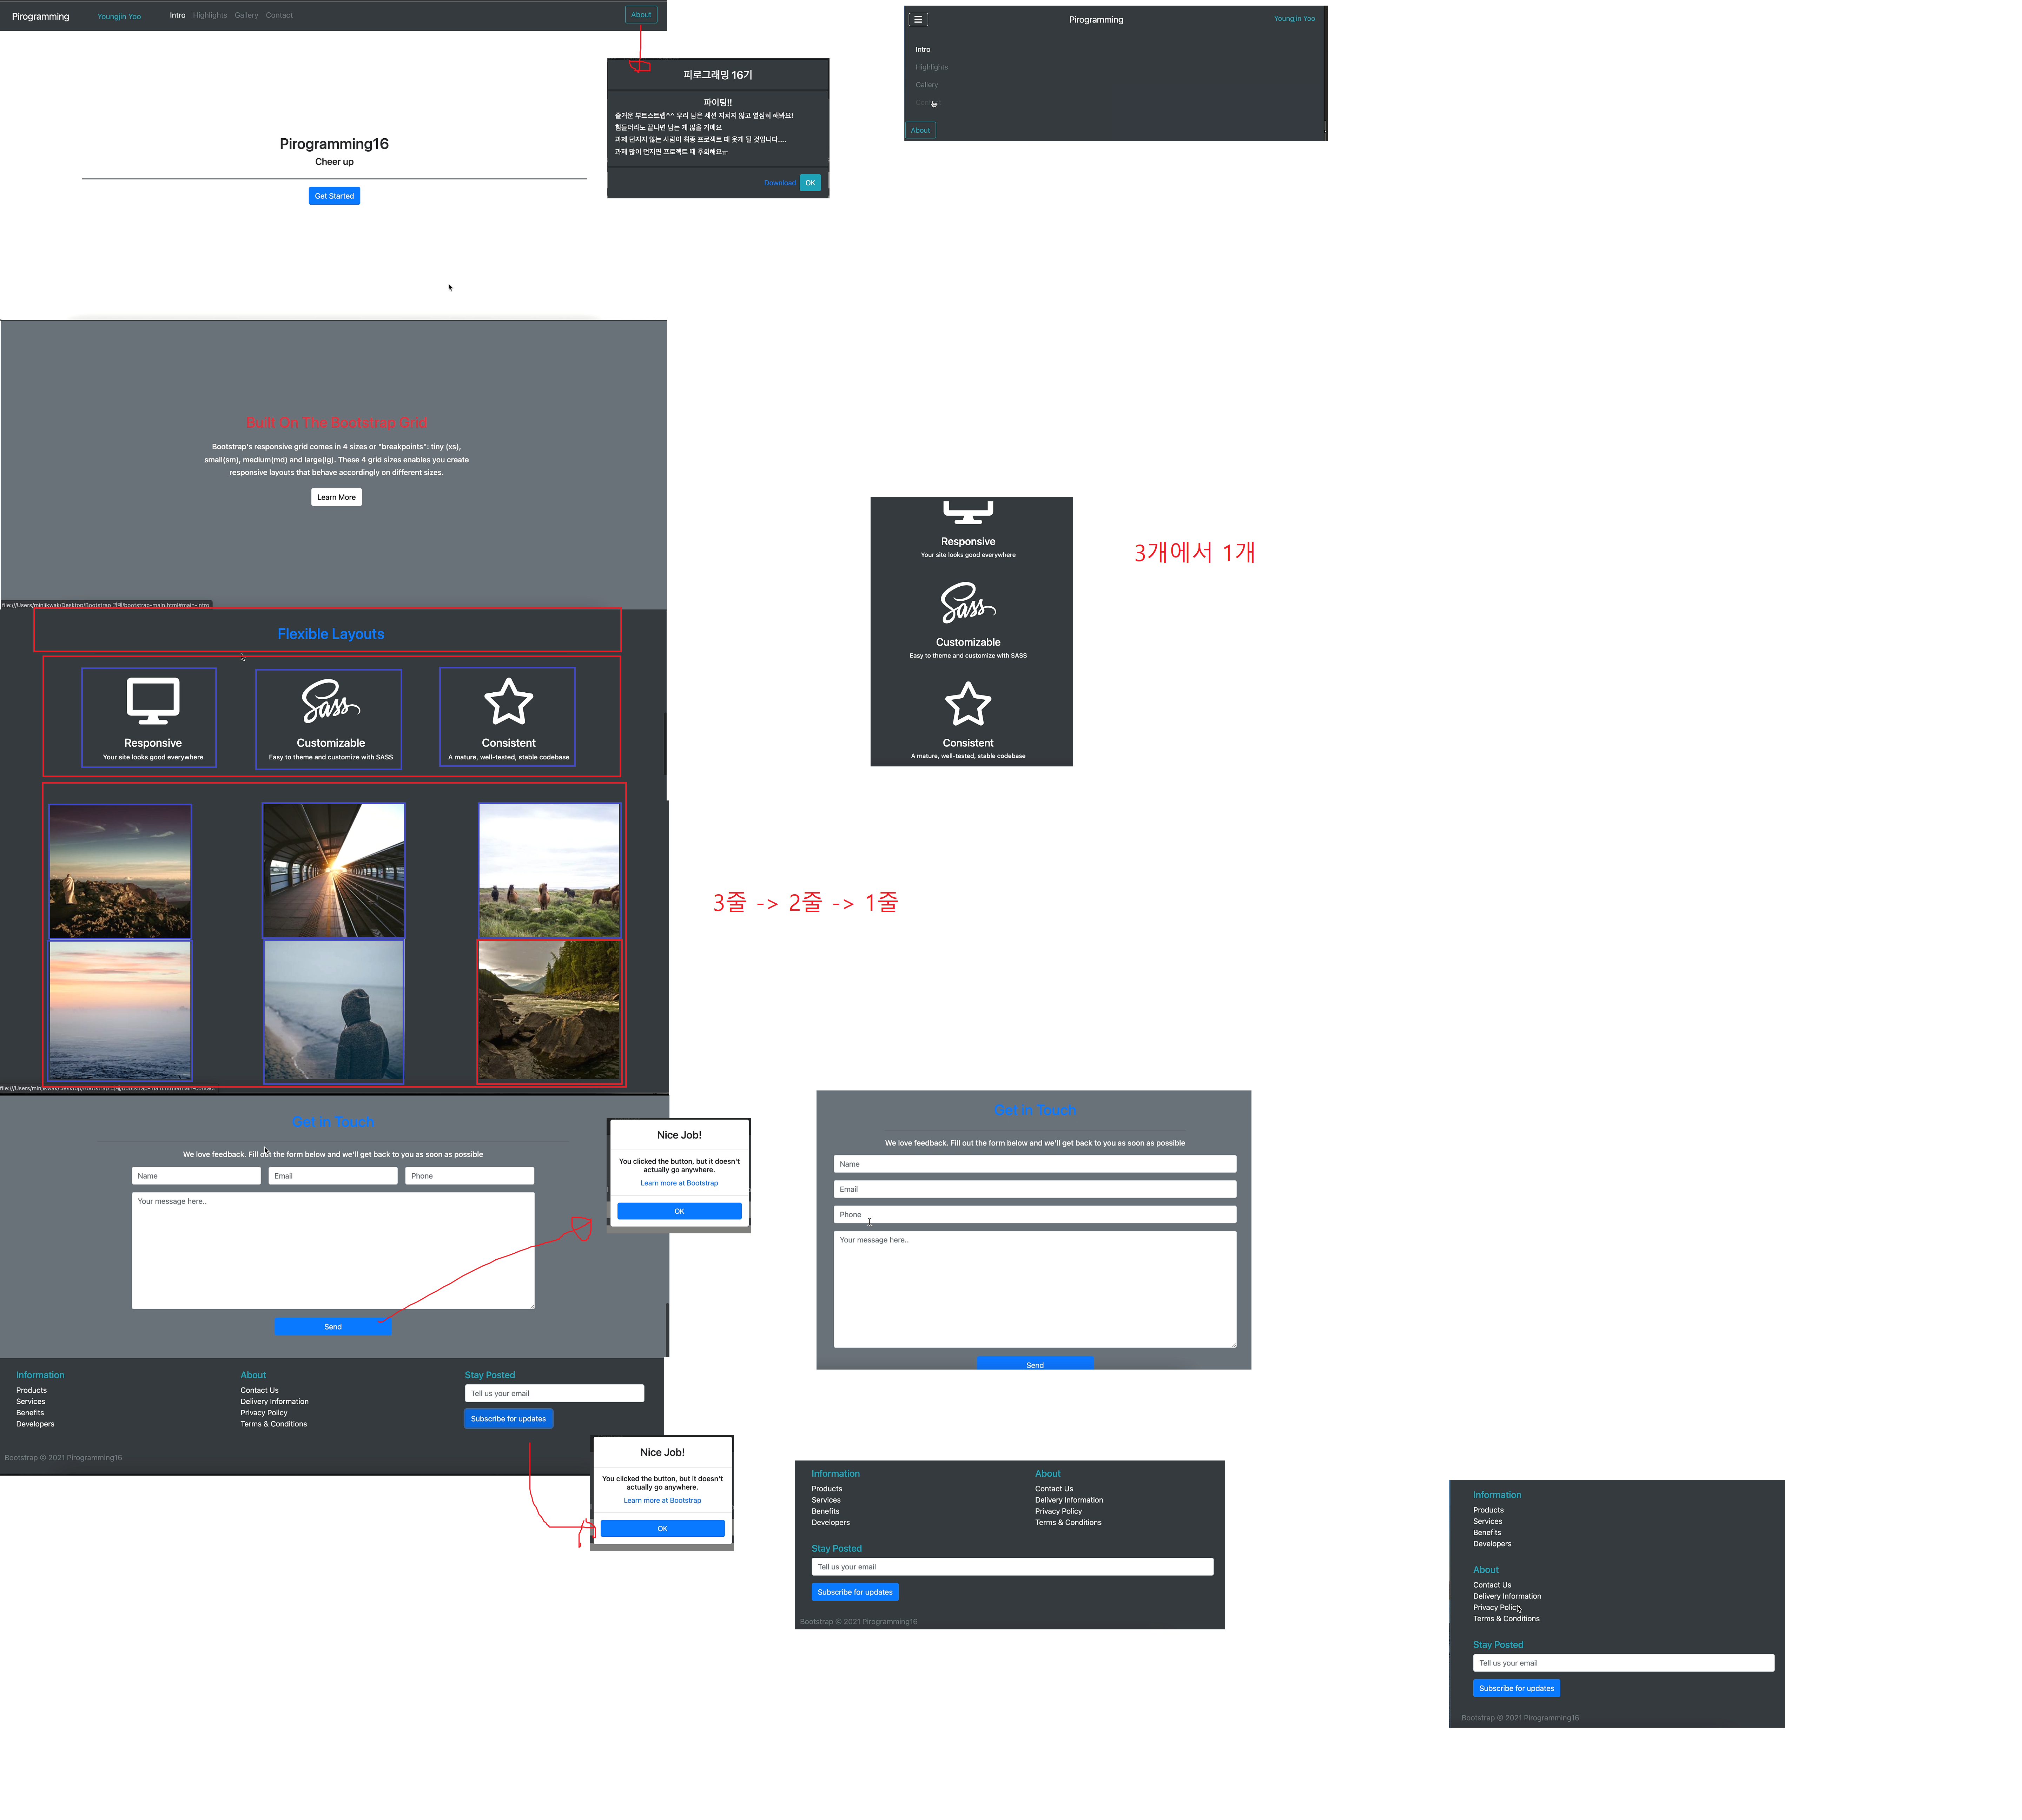 Pirogramming
Youngjin Yoo
Intro
Highlights
Gallery
Contact
About
피로그래밍 16기
파이팅!!
즐거운 부트스트랩^^ 우리 남은 세션 지치지 않고 열심히 해봐요!
힘들더라도 끝나면 남는 게 많을 거에요
과제 던지지 않는 사람이 최종 프로젝트 때 웃게 될 것입니다....
과제 많이 던지면 프로젝트 때 후회해요ㅠ
Download
OK
Pirogramming
Youngjin Yoo
Intro
Highlights
Gallery
About
Pirogramming16
Cheer up
Get Started
Built On The Bootstrap Grid
Bootstrap's responsive grid comes in 4 sizes or "breakpoints": tiny (xs),
small(sm), medium(md) and large(lg). These 4 grid sizes enables you create
responsive layouts that behave accordingly on different sizes.
Learn More
file:///Users/minjikwak/Desktop/Bootstrap 과제/bootstrap-main.html#main-intro
Flexible Layouts
Responsive
Your site looks good everywhere
Customizable
Easy to theme and customize with SASS
Consistent
A mature, well-tested, stable codebase
Sass
Responsive
Your site looks good everywhere
Sass
Customizable
Easy to theme and customize with SASS
Consistent
A mature, well-tested, stable codebase
3개에서 1개
3줄 -> 2줄 -> 1줄
file:///Users/minjikwak/Desktop/Bootstrap 과제/bootstrap-main.html#main-contact
Get in Touch
We love feedback. Fill out the form below and we'll get back to you as soon as possible
Name
Email
Phone
Your message here..
Send
Nice Job!
You clicked the button, but it doesn't
actually go anywhere.
Learn more at Bootstrap
OK
Get in Touch
We love feedback. Fill out the form below and we'll get back to you as soon as possible
Name
Email
Phone
Your message here..
Send
Information
Products
Services
Benefits
Developers
About
Contact Us
Delivery Information
Privacy Policy
Terms & Conditions
Stay Posted
Tell us your email
Subscribe for updates
Bootstrap © 2021 Pirogramming16
Nice Job!
You clicked the button, but it doesn't
actually go anywhere.
Learn more at Bootstrap
OK
Information
Products
Services
Benefits
Developers
About
Contact Us
Delivery Information
Privacy Policy
Terms & Conditions
Stay Posted
Tell us your email
Subscribe for updates
Bootstrap © 2021 Pirogramming16
Information
Products
Services
Benefits
Developers
About
Contact Us
Delivery Information
Privacy Policy
Terms & Conditions
Stay Posted
Tell us your email
Subscribe for updates
Bootstrap © 2021 Pirogramming16